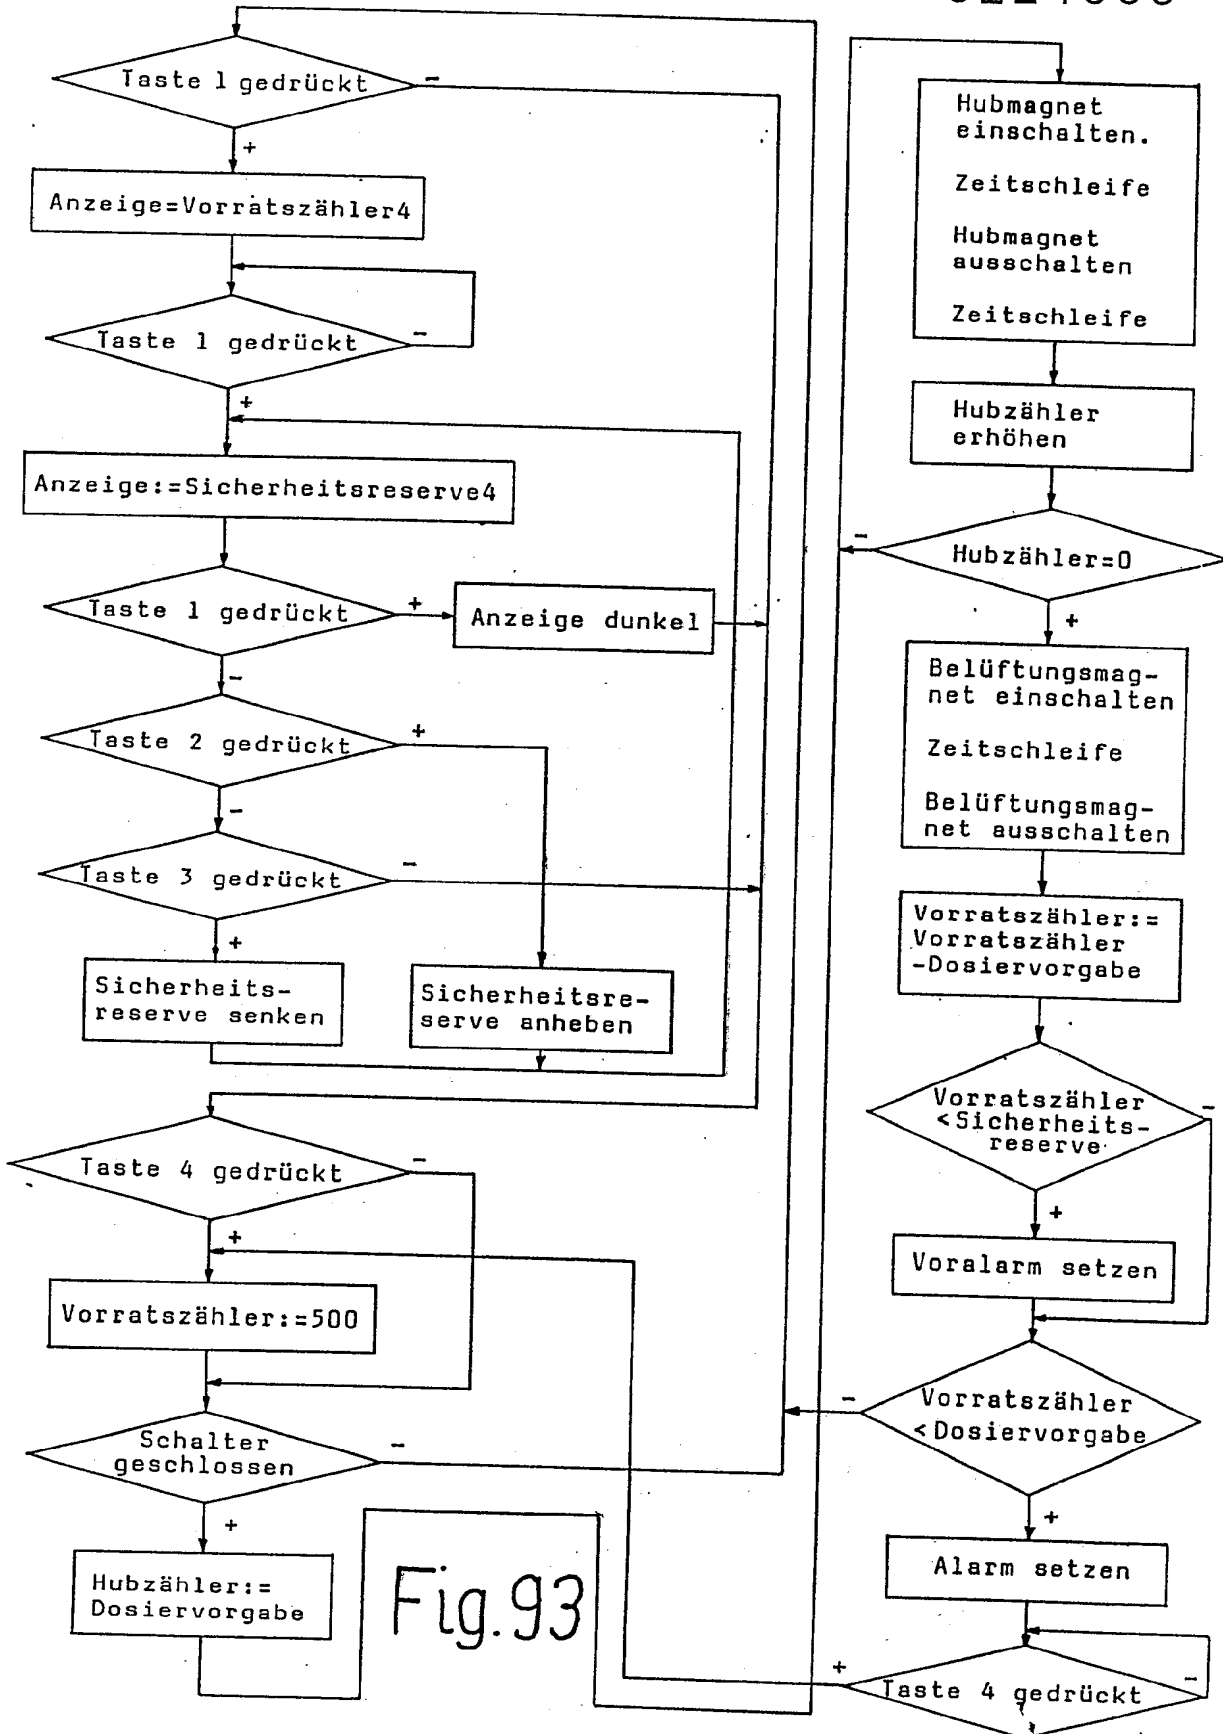 Taste 1 gedrückt
-
+
Anzeige=Vorratszähler4
Taste 1 gedrückt
-
+
Anzeige:=Sicherheitsreserve4
Taste 1 gedrückt
+
Anzeige dunkel
-
Taste 2 gedrückt
+
-
Taste 3 gedrückt
-
+
Sicherheits-
reserve senken
Sicherheitsre-
serve anheben
Taste 4 gedrückt
-
+
Vorratszähler:=500
Schalter
geschlossen
-
+
Hubzähler:=
Dosiervorgabe
Fig.93
Hubmagnet
einschalten.
Zeitschleife
Hubmagnet
ausschalten
Zeitschleife
Hubzähler
erhöhen
-
Hubzähler=0
+
Belüftungsmag-
net einschalten
Zeitschleife
Belüftungsmag-
net ausschalten
Vorratszähler:=
Vorratszähler
-Dosiervorgabe
Vorratszähler
<Sicherheits-
reserve
-
+
Voralarm setzen
-
Vorratszähler
<Dosiervorgabe
+
Alarm setzen
+
Taste 4 gedrückt
-